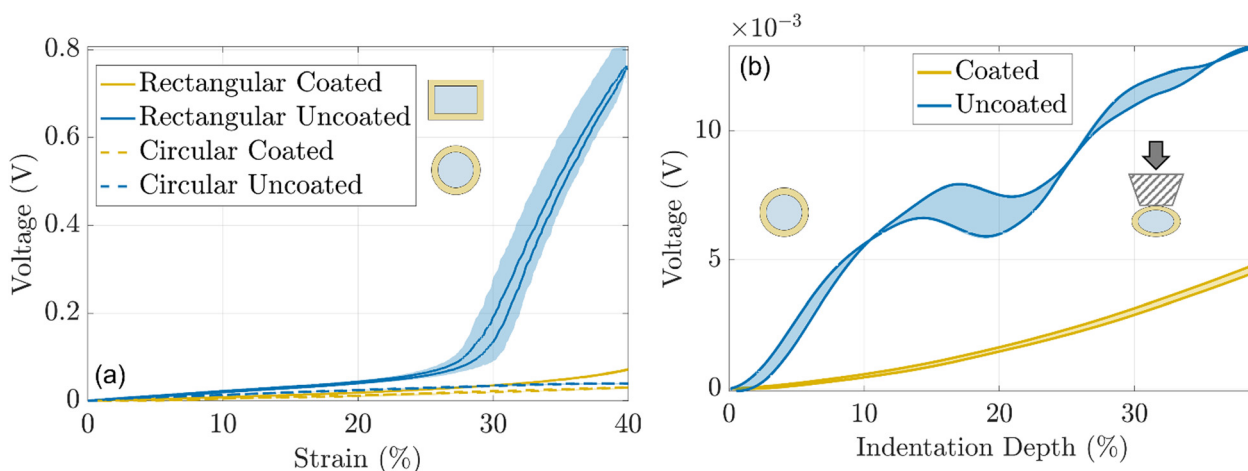 0.8
0.6
0.4
0.2
0
Voltage (V)
Rectangular Coated
Rectangular Uncoated
Circular Coated
Circular Uncoated
(a)
0 10 20 30 40
Strain (%)
×10⁻³
10
5
0
Voltage (V)
(b)
Coated
Uncoated
0 10 20 30
Indentation Depth (%)